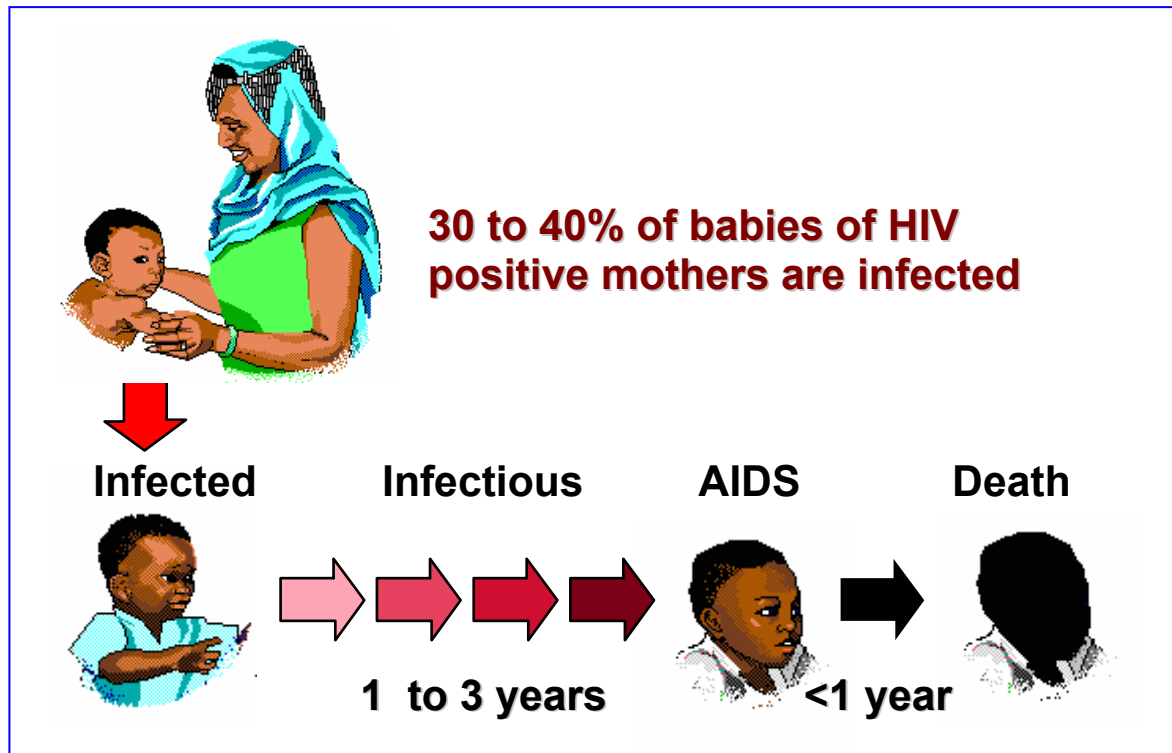 30 to 40% of babies of HIV
positive mothers are infected
Infected Infectious AIDS Death
1 to 3 years <1 year